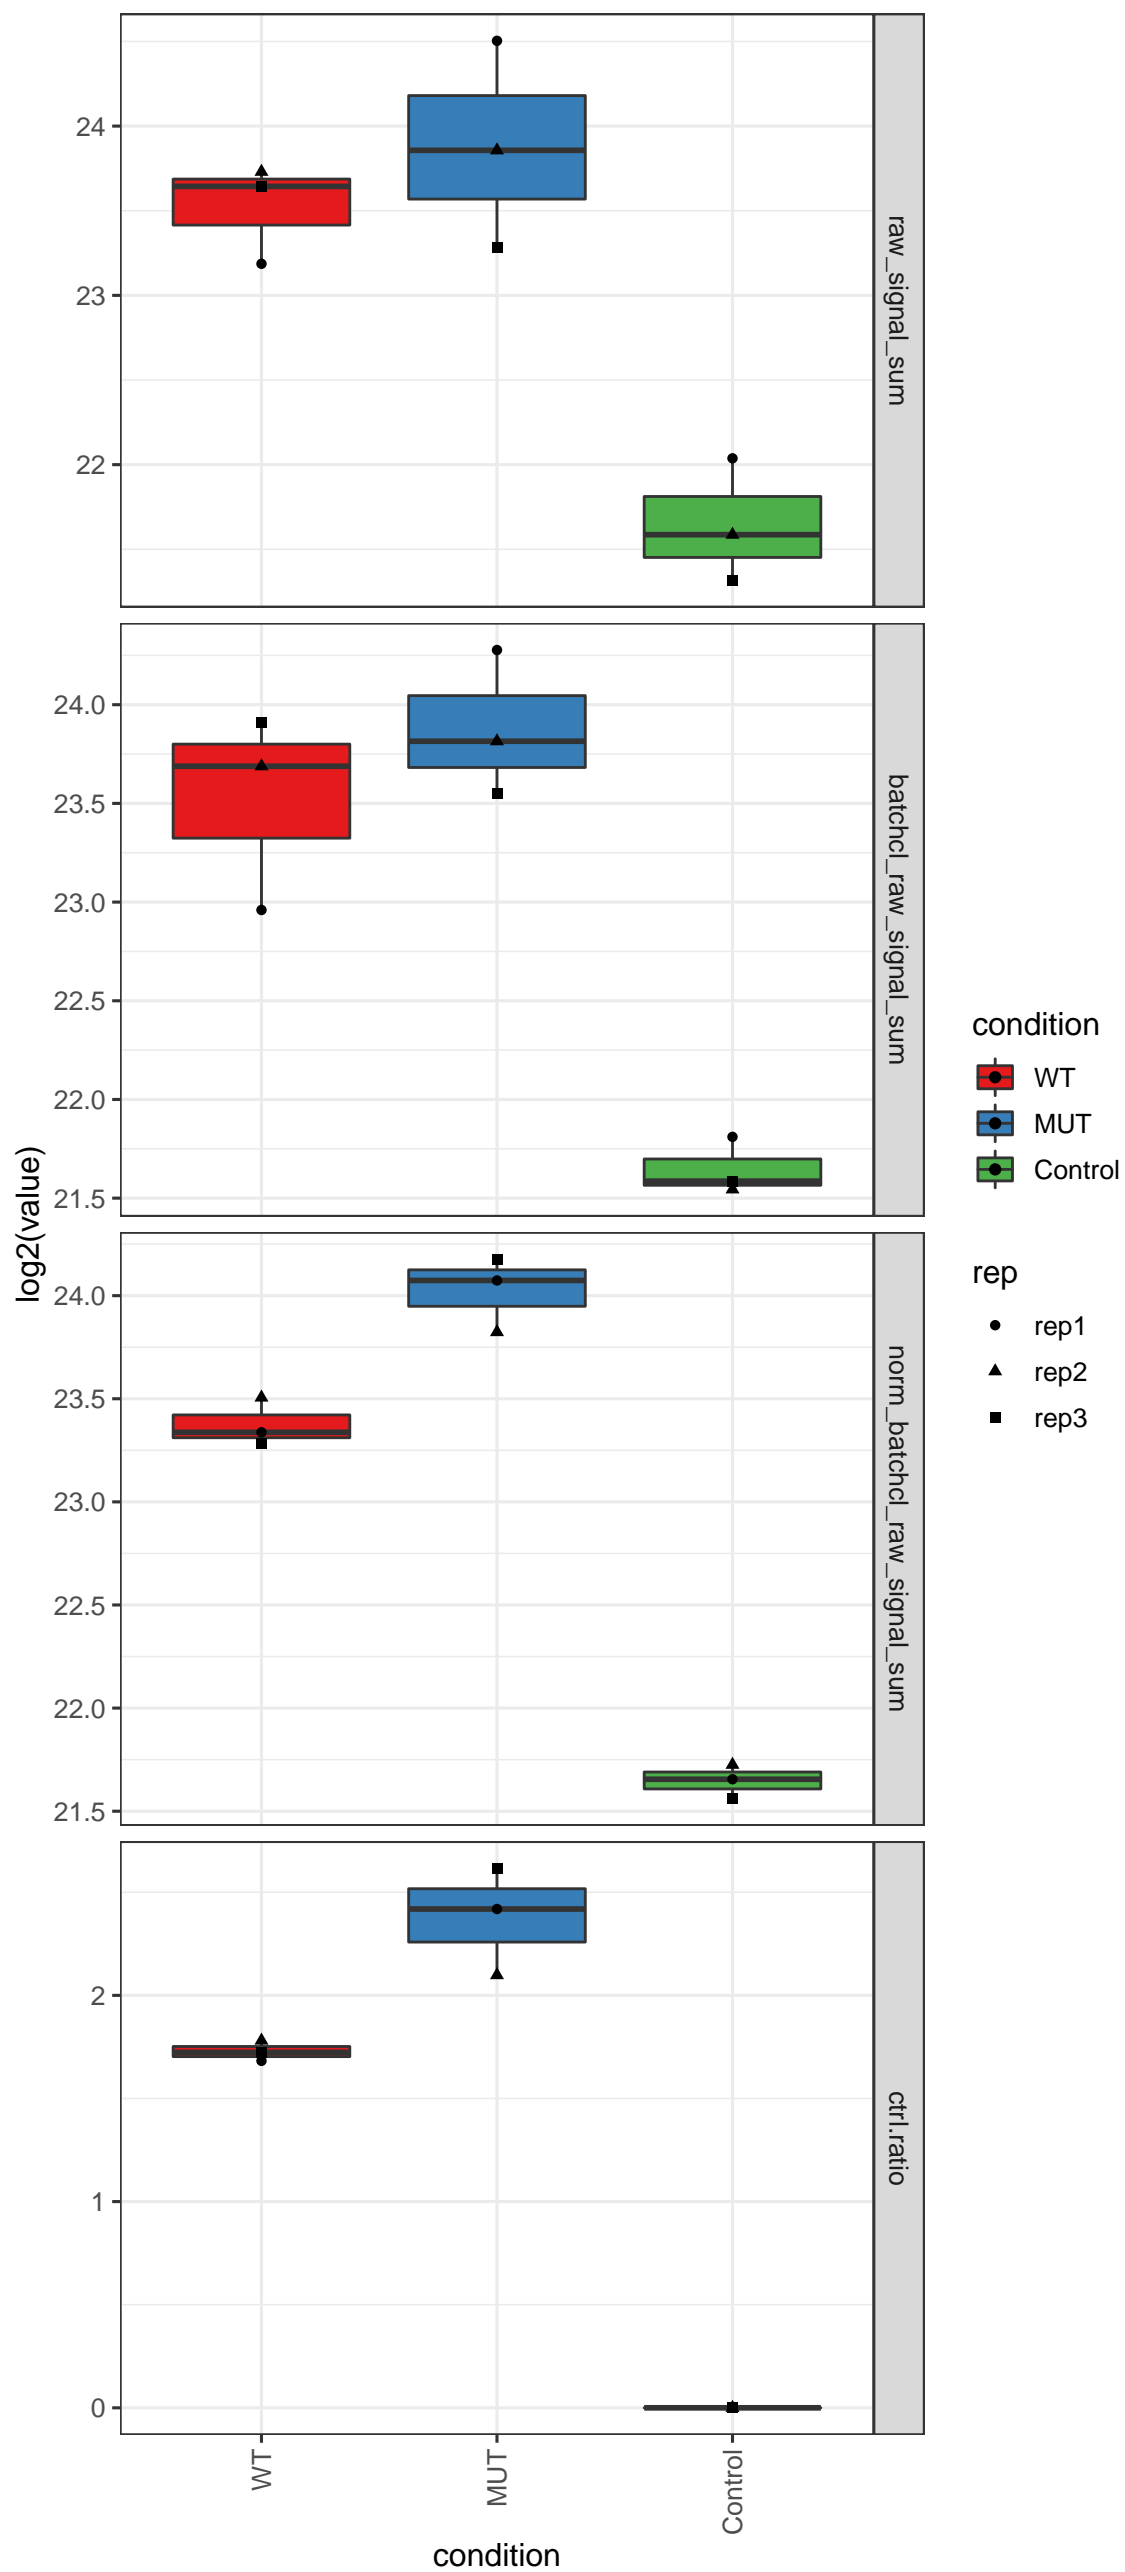 log2(value)
24
23
22
raw_signal_sum
24.0
23.5
23.0
22.5
22.0
21.5
batchcl_raw_signal_sum
24.0
23.5
23.0
22.5
22.0
21.5
norm_batchcl_raw_signal_sum
2
1
0
ctrl.ratio
WT
MUT
Control
condition
condition
WT
MUT
Control
rep
rep1
rep2
rep3